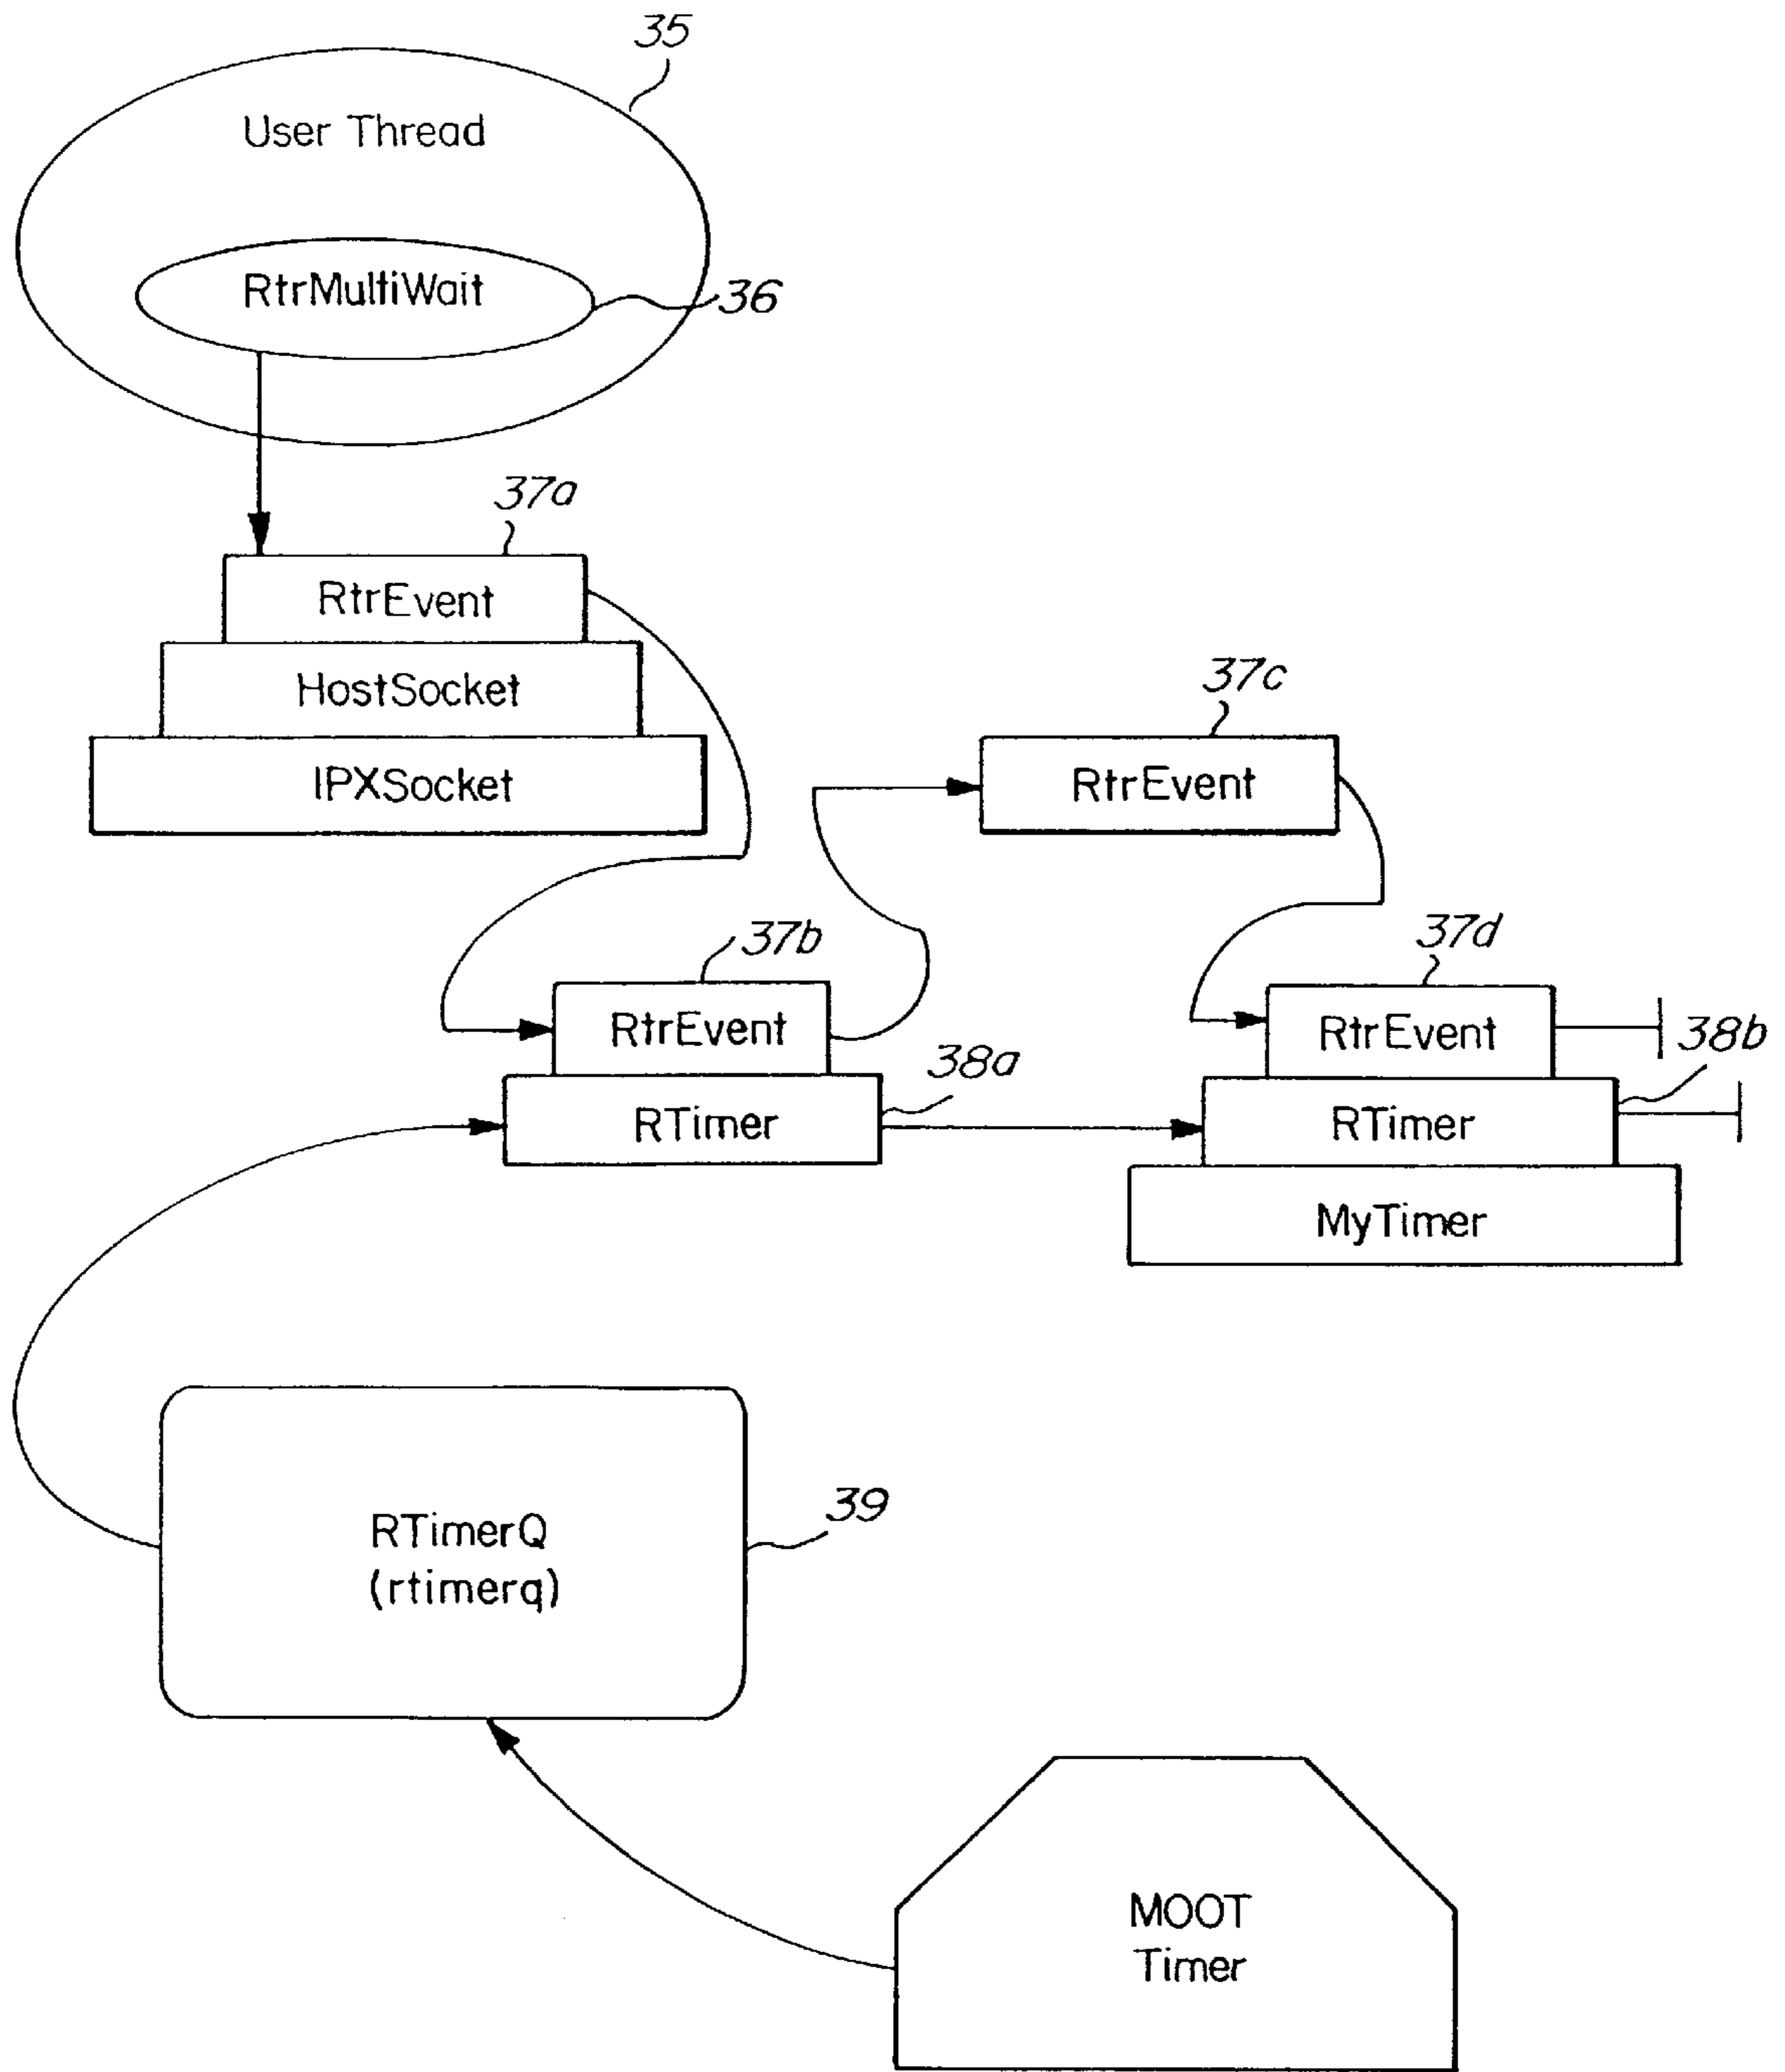 35
User Thread
RtrMultiWait
36
37a
RtrEvent
HostSocket
IPXSocket
37c
RtrEvent
37b
RtrEvent
38a
RTimer
37d
RtrEvent
38b
RTimer
MyTimer
RTimerQ
(rtimerq)
39
MOOT
Timer